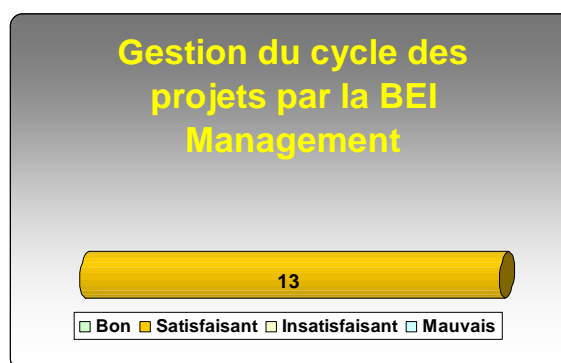 Gestion du cycle des
projets par la BEI
Management
13
Bon Satisfaisant Insatisfaisant Mauvais